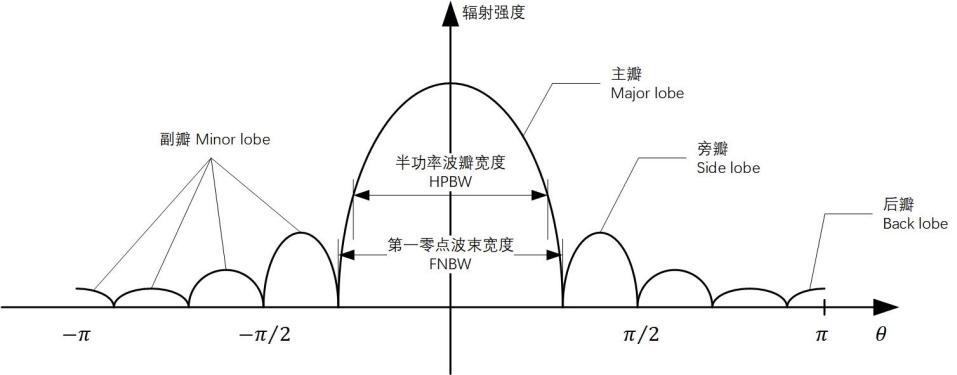 辐射强度
主瓣
Major lobe
副瓣 Minor lobe
半功率波瓣宽度
HPBW
旁瓣
Side lobe
后瓣
Back lobe
第一零点波束宽度
FNBW
−π
−π/2
π/2
π
θ